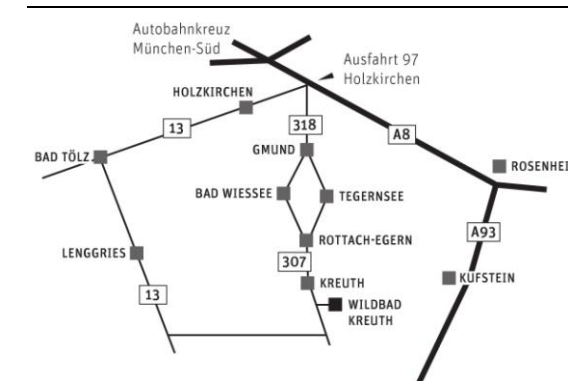 Autobahnkreuz
München-Süd
Ausfahrt 97
Holzkirchen
HOLZKIRCHEN
13
318
A8
GMUND
BAD TÖLZ
ROSENHEI
BAD WIESSEE
TEGERNSEE
A93
ROTTACH-EGERN
LENGGRIES
307
KUFSTEIN
KREUTH
13
WILDBAD
KREUTH